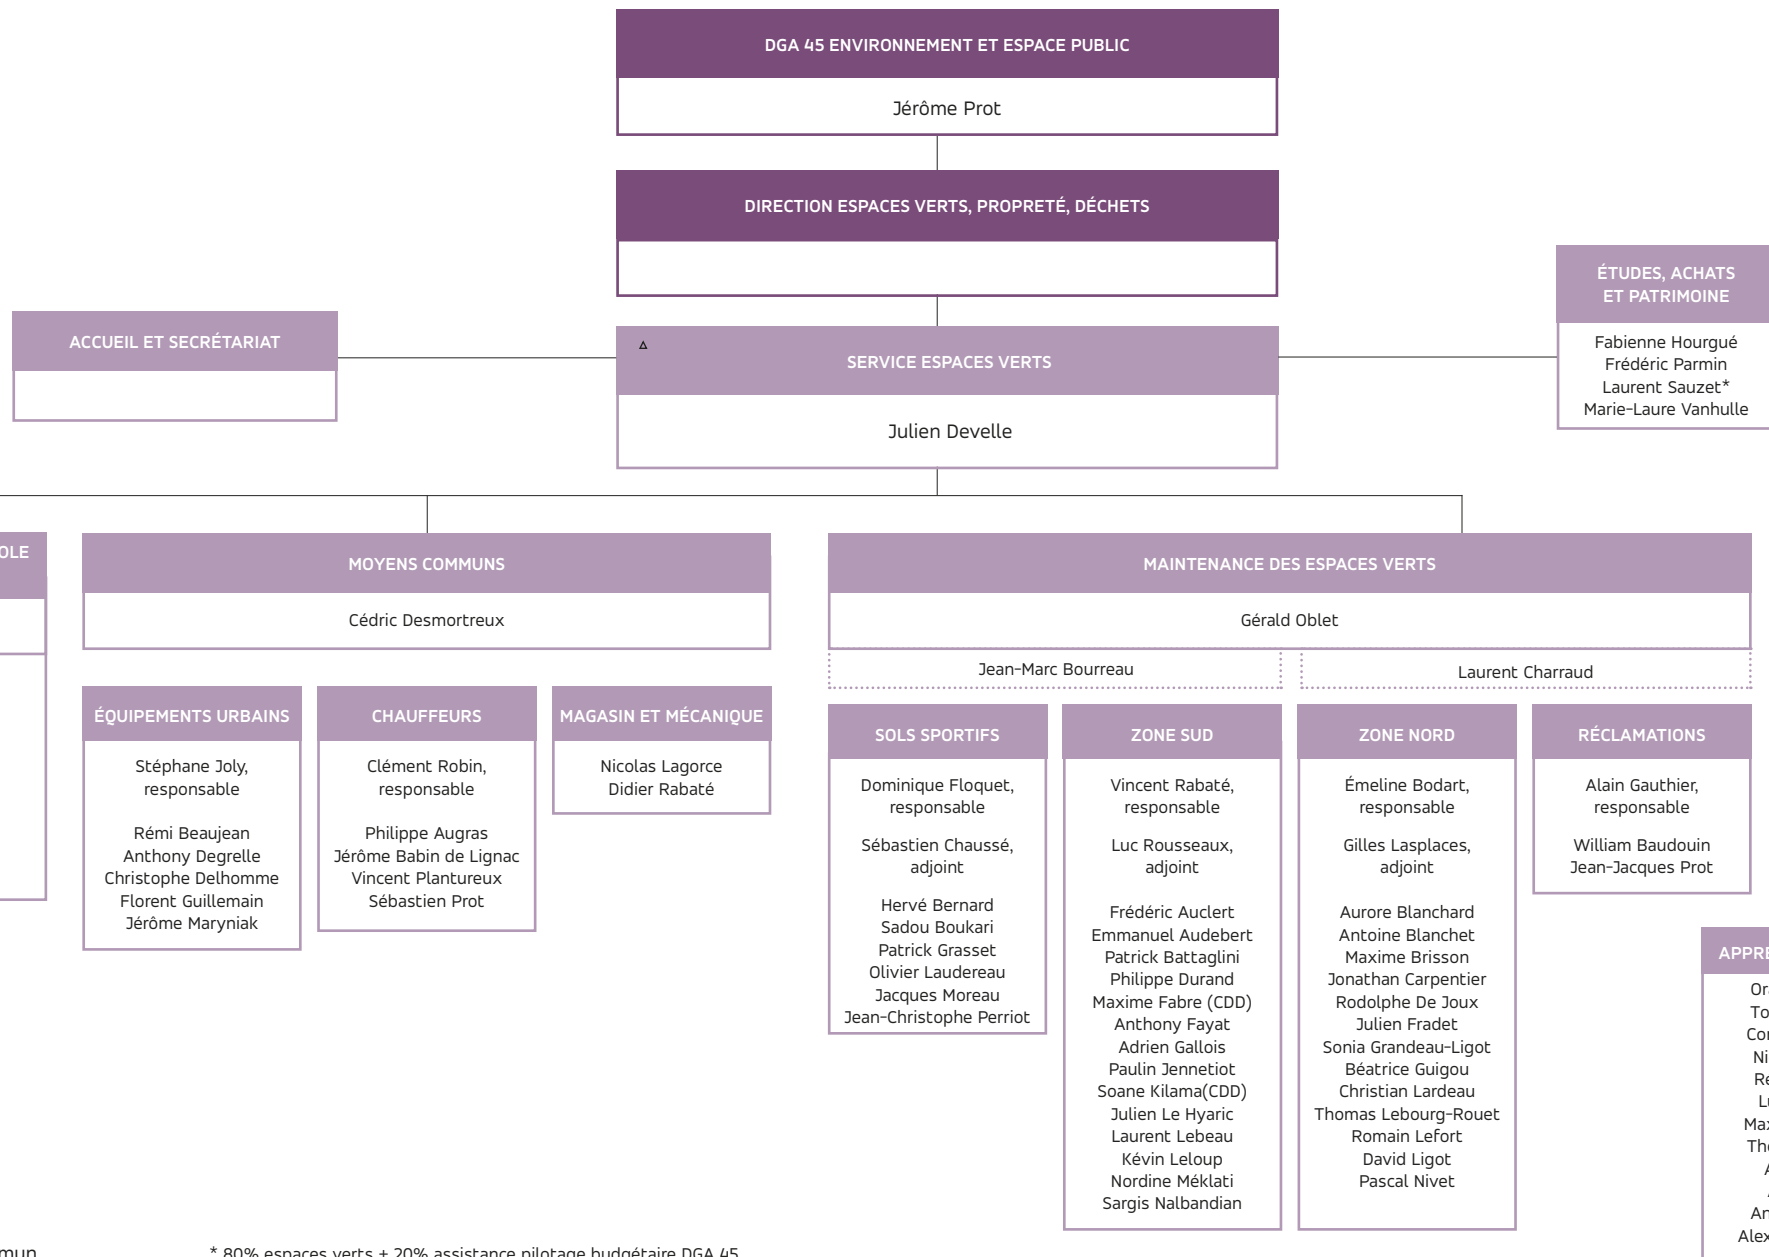 DGA 45 ENVIRONNEMENT ET ESPACE PUBLIC
Jérôme Prot
DIRECTION ESPACES VERTS, PROPRETÉ, DÉCHETS
ÉTUDES, ACHATS
ET PATRIMOINE
Fabienne Hourgué
Frédéric Parmin
Laurent Sauzet*
Marie-Laure Vanhulle
ACCUEIL ET SECRÉTARIAT
SERVICE ESPACES VERTS
Julien Develle
OLE
MOYENS COMMUNS
Cédric Desmortreux
ÉQUIPEMENTS URBAINS
Stéphane Joly,
responsable
Rémi Beaujean
Anthony Degrelle
Christophe Delhomme
Florent Guillemain
Jérôme Maryniak
CHAUFFEURS
Clément Robin,
responsable
Philippe Augras
Jérôme Babin de Lignac
Vincent Plantureux
Sébastien Prot
MAGASIN ET MÉCANIQUE
Nicolas Lagorce
Didier Rabaté
MAINTENANCE DES ESPACES VERTS
Gérald Oblet
Jean-Marc Bourreau
Laurent Charraud
SOLS SPORTIFS
Dominique Floquet,
responsable
Sébastien Chaussé,
adjoint
Hervé Bernard
Sadou Boukari
Patrick Grasset
Olivier Laudereau
Jacques Moreau
Jean-Christophe Perriot
ZONE SUD
Vincent Rabaté,
responsable
Luc Rousseaux,
adjoint
Frédéric Auclert
Emmanuel Audebert
Patrick Battaglini
Philippe Durand
Maxime Fabre (CDD)
Anthony Fayat
Adrien Gallois
Paulin Jennetiot
Soane Kilama(CDD)
Julien Le Hyaric
Laurent Lebeau
Kévin Leloup
Nordine Méklati
Sargis Nalbandian
ZONE NORD
Émeline Bodart,
responsable
Gilles Lasplaces,
adjoint
Aurore Blanchard
Antoine Blanchet
Maxime Brisson
Jonathan Carpentier
Rodolphe De Joux
Julien Fradet
Sonia Grandeau-Ligot
Béatrice Guigou
Christian Lardeau
Thomas Lebourg-Rouet
Romain Lefort
David Ligot
Pascal Nivet
RÉCLAMATIONS
Alain Gauthier,
responsable
William Baudouin
Jean-Jacques Prot
* 80% espaces verts + 20% assistance pilotage budgétaire DGA 45